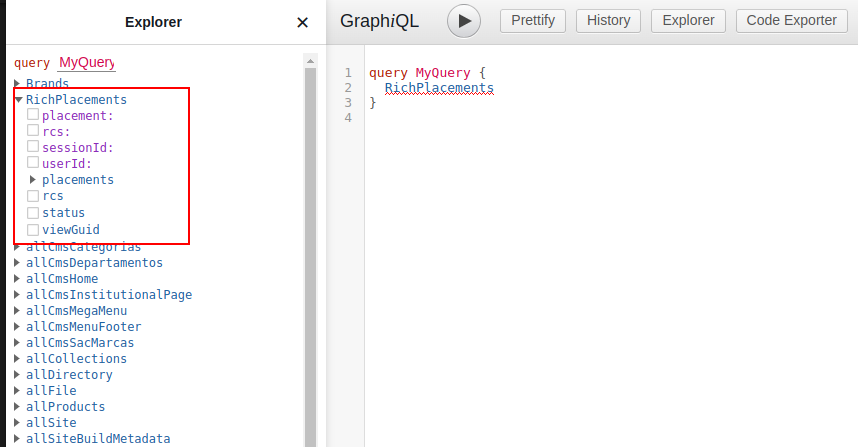 Explorer
×
GraphiQL
Prettify
History
Explorer
Code Exporter
query MyQuery
Brands
RichPlacements
placement:
rcs:
sessionId:
userId:
placements
rcs
status
viewGuid
allCmsCategorias
allCmsDepartamentos
allCmsHome
allCmsInstitutionalPage
allCmsMegaMenu
allCmsMenuFooter
allCmsSacMarcas
allCollections
allDirectory
allFile
allProducts
allSite
allSiteBuildMetadata
1 query MyQuery {
2 RichPlacements
3 }
4